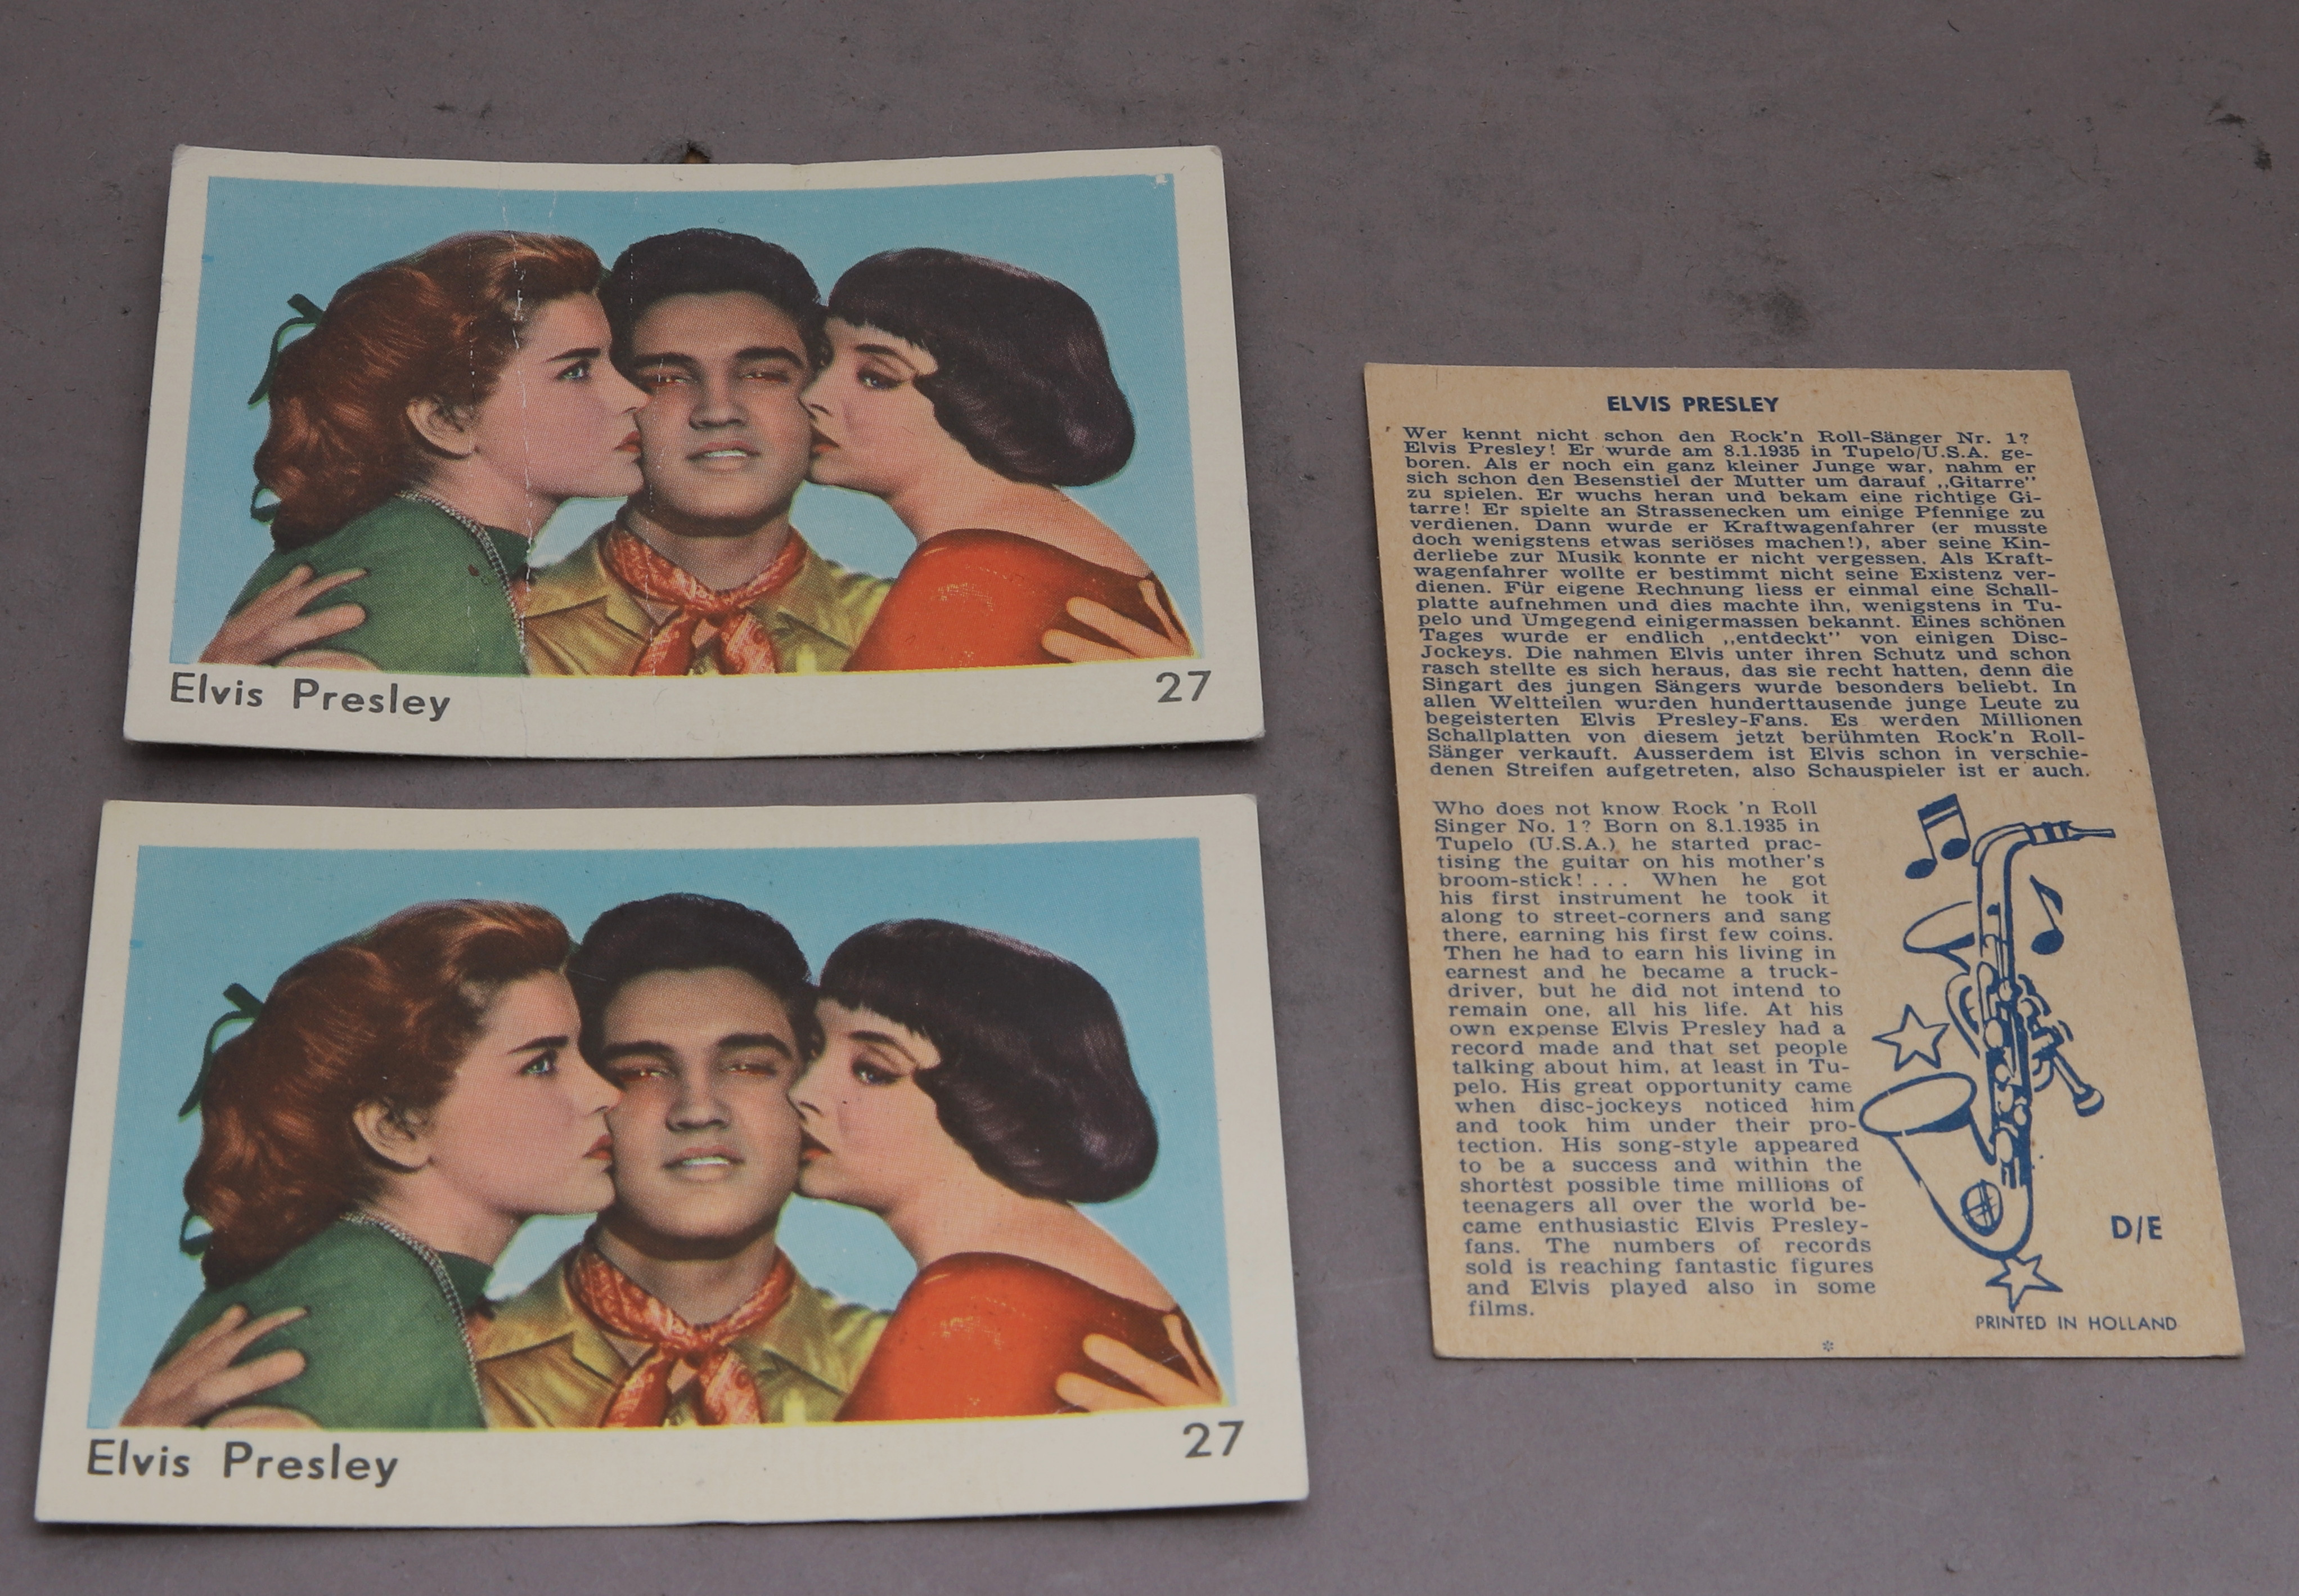 Elvis Presley
27
Elvis Presley
27
ELVIS PRESLEY
Wer kennt nicht schon den Rock'n Roll-Sänger Nr. 1?
Elvis Presley! Er wurde am 8.1.1935 in Tupelo/U.S.A. ge-
boren. Als er noch ein ganz kleiner Junge war, nahm er
sich schon den Besenstiel der Mutter um darauf „Gitarre"
zu spielen. Er wuchs heran und bekam eine richtige Gi-
tarre! Er spielte an Strassenecken um einige Pfennige zu
verdienen. Dann wurde er Kraftwagenfahrer (er musste
doch wenigstens etwas seriöses machen!), aber seine Kin-
derliebe zur Musik konnte er nicht vergessen. Als Kraft-
wagenfahrer wollte er bestimmt nicht seine Existenz ver-
dienen. Für eigene Rechnung liess er einmal eine Schall-
platte aufnehmen und dies machte ihn, wenigstens in Tu-
pelo und Umgegend einigermassen bekannt. Eines schönen
Tages wurde er endlich „entdeckt" von einigen Disc-
Jockeys. Die nahmen Elvis unter ihren Schutz und schon
rasch stellte es sich heraus, das sie recht hatten, denn die
Singart des jungen Sängers wurde besonders beliebt. In
allen Weltteilen wurden hunderttausende junge Leute zu
begeisterten Elvis Presley-Fans. Es werden Millionen
Schallplatten von diesem jetzt berühmten Rock'n Roll-
Sänger verkauft. Ausserdem ist Elvis schon in verschie-
denen Streifen aufgetreten, also Schauspieler ist er auch.
Who does not know Rock 'n Roll
Singer No. 1? Born on 8.1.1935 in
Tupelo (U.S.A.) he started prac-
tising the guitar on his mother's
broom-stick! . . . When he got
his first instrument he took it
along to street-corners and sang
there, earning his first few coins.
Then he had to earn his living in
earnest and he became a truck-
driver, but he did not intend to
remain one, all his life. At his
own expense Elvis Presley had a
record made and that set people
talking about him, at least in Tu-
pelo. His great opportunity came
when disc-jockeys noticed him
and took him under their pro-
tection. His song-style appeared
to be a success and within the
shortest possible time millions of
teenagers all over the world be-
came enthusiastic Elvis Presley-
fans. The numbers of records
sold is reaching fantastic figures
and Elvis played also in some
films.
D/E
PRINTED IN HOLLAND
*